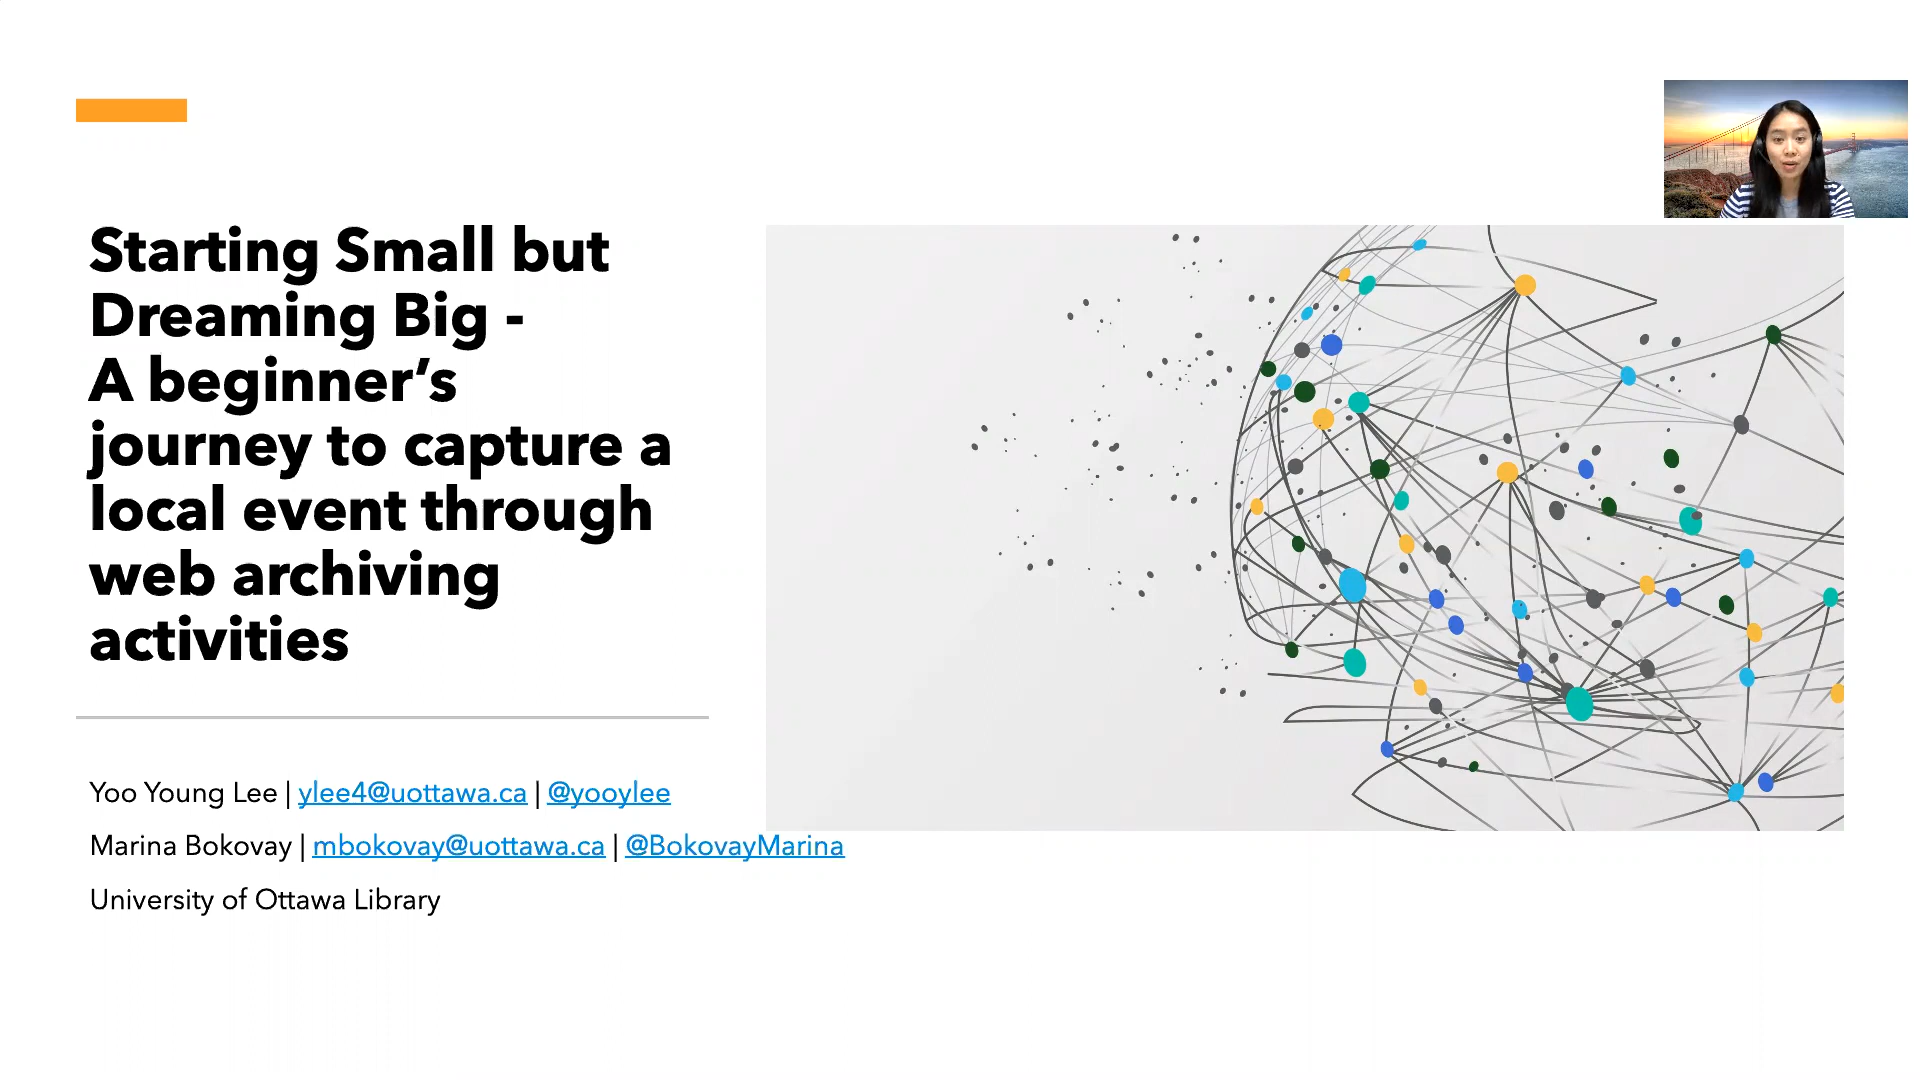 Starting Small but
Dreaming Big -
A beginner’s
journey to capture a
local event through
web archiving
activities
Yoo Young Lee | ylee4@uottawa.ca | @yooylee
Marina Bokovay | mbokovay@uottawa.ca | @BokovayMarina
University of Ottawa Library